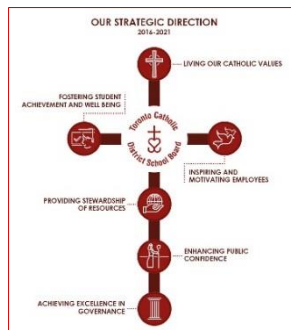 OUR STRATEGIC DIRECTION
2016-2021
LIVING OUR CATHOLIC VALUES
FOSTERING STUDENT
ACHIEVEMENT AND WELL BEING
Toronto Catholic
District School Board
INSPIRING AND
MOTIVATING EMPLOYEES
PROVIDING STEWARDSHIP
OF RESOURCES
ENHANCING PUBLIC
CONFIDENCE
ACHIEVING EXCELLENCE IN
GOVERNANCE